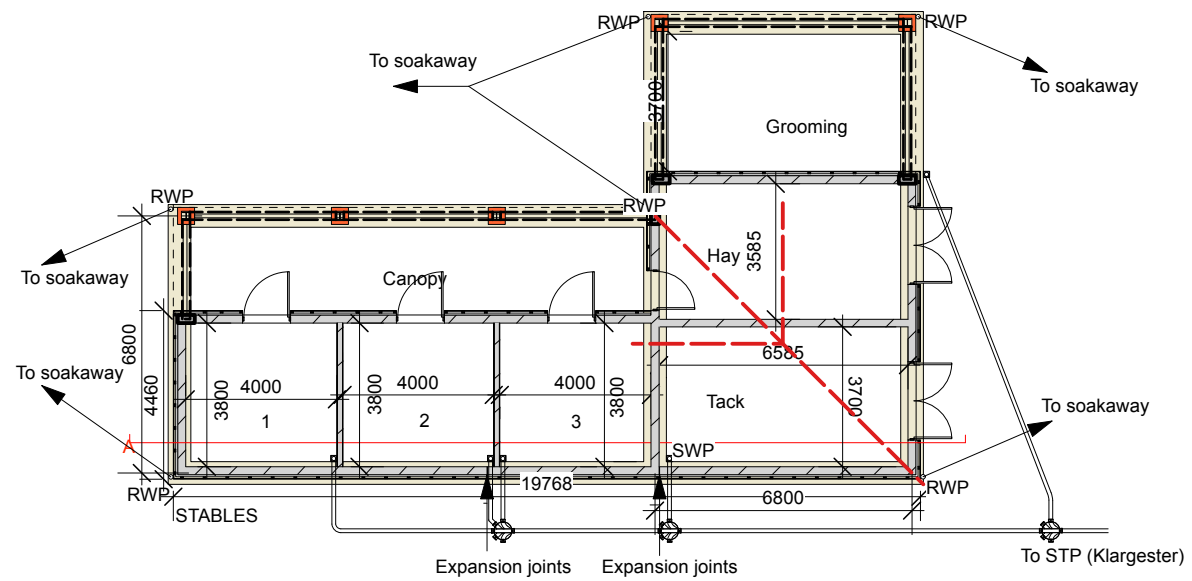 RWP
RWP
To soakaway
To soakaway
3700
Grooming
RWP
RWP
Hay
3585
To soakaway
Canopy
6800
4460
To soakaway
6585
4000
4000
4000
3800
3800
3800
3700
1
2
3
Tack
To soakaway
A
SWP
RWP
19768
6800
RWP
STABLES
Expansion joints
Expansion joints
To STP (Klargester)